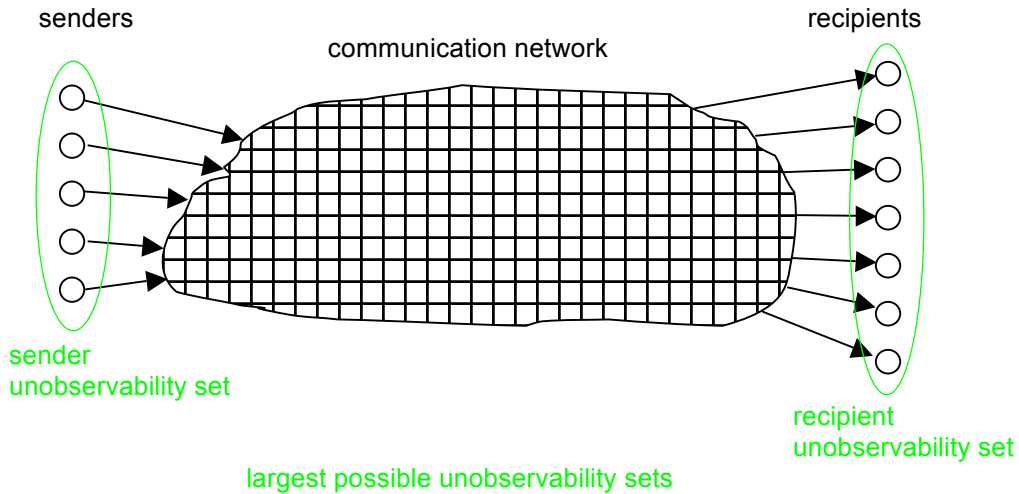 senders
recipients
communication network
sender
unobservability set
recipient
unobservability set
largest possible unobservability sets